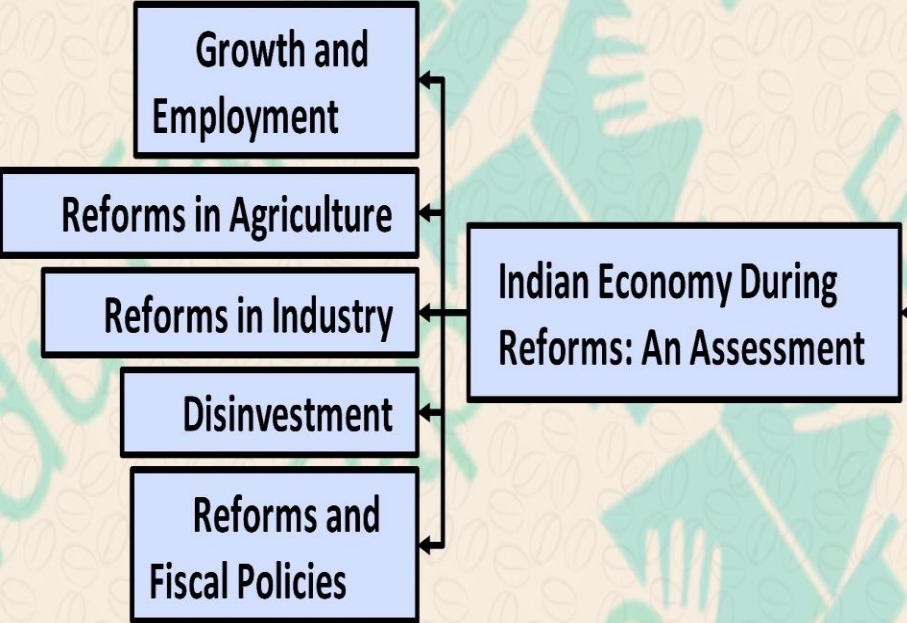 Growth and
Employment
Reforms in Agriculture
Reforms in Industry
Disinvestment
Reforms and
Fiscal Policies
Indian Economy During
Reforms: An Assessment